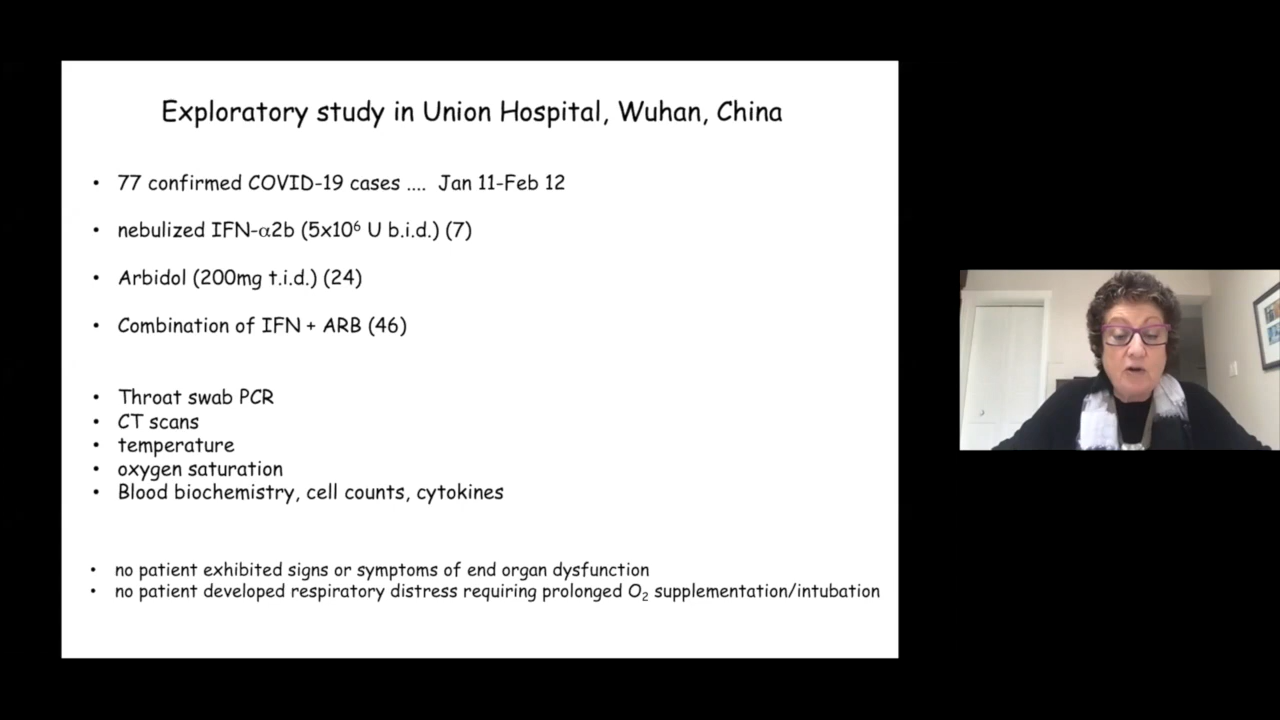 Exploratory study in Union Hospital, Wuhan, China
• 77 confirmed COVID-19 cases .... Jan 11-Feb 12
• nebulized IFN-α2b (5x10⁶ U b.i.d.) (7)
• Arbidol (200mg t.i.d.) (24)
• Combination of IFN + ARB (46)
• Throat swab PCR
• CT scans
• temperature
• oxygen saturation
• Blood biochemistry, cell counts, cytokines
• no patient exhibited signs or symptoms of end organ dysfunction
• no patient developed respiratory distress requiring prolonged O₂ supplementation/intubation